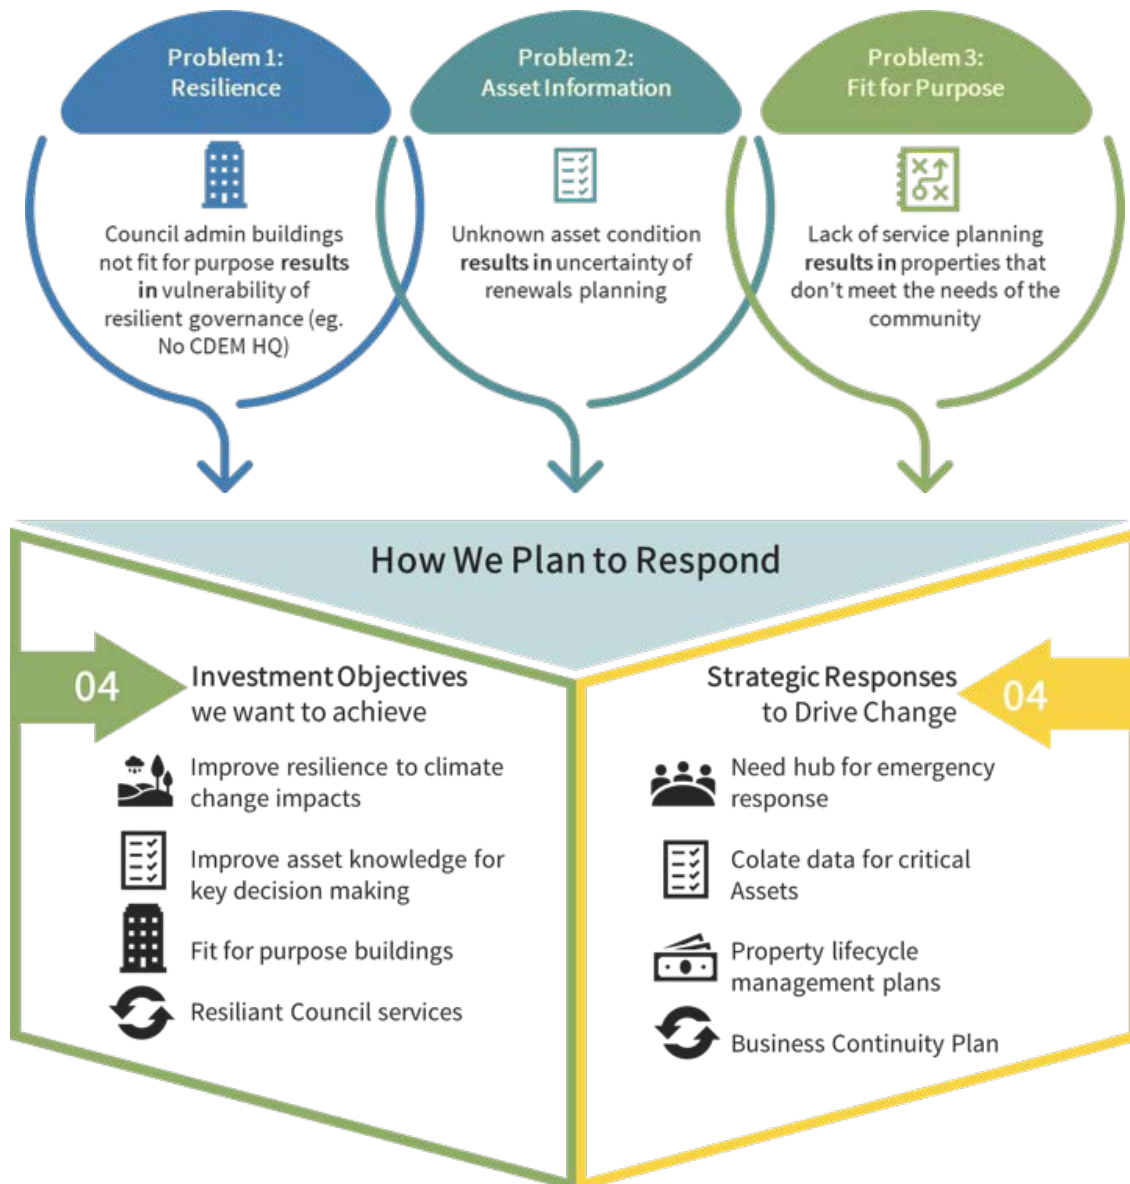 Problem 1:
Resilience
Council admin buildings
not fit for purpose results
in vulnerability of
resilient governance (eg.
No CDEM HQ)
Problem 2:
Asset Information
Unknown asset condition
results in uncertainty of
renewals planning
Problem 3:
Fit for Purpose
Lack of service planning
results in properties that
don't meet the needs of the
community
How We Plan to Respond
04
Investment Objectives
we want to achieve
Improve resilience to climate
change impacts
Improve asset knowledge for
key decision making
Fit for purpose buildings
Resiliant Council services
Strategic Responses
to Drive Change
04
Need hub for emergency
response
Colate data for critical
Assets
Property lifecycle
management plans
Business Continuity Plan